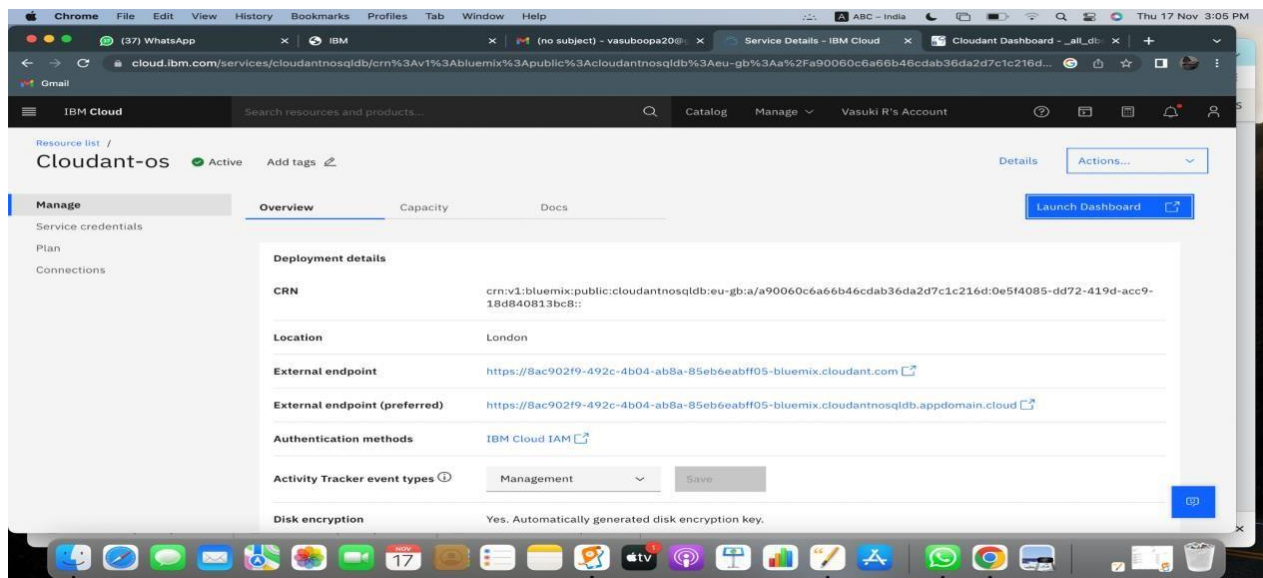 Chrome File Edit View History Bookmarks Profiles Tab Window Help A ABC – India Thu 17 Nov 3:05 PM
(37) WhatsApp × IBM × (no subject) – vasuboopa20@ × Service Details – IBM Cloud × Cloudant Dashboard – _all_db × +
cloud.ibm.com/services/cloudantnosqldb/crn%3Av1%3Abluemix%3Apublic%3Acloudantnosqldb%3Aeu-gb%3Aa%2Fa90060c6a66b46cdab36da2d7c1c216d...
Gmail
IBM Cloud Search resources and products... Catalog Manage Vasuki R's Account
Resource list /
Cloudant-os Active Add tags Details Actions...
Manage Overview Capacity Docs Launch Dashboard
Service credentials
Plan
Connections
Deployment details
CRN crn:v1:bluemix:public:cloudantnosqldb:eu-gb:a/a90060c6a66b46cdab36da2d7c1c216d:0e5f4085-dd72-419d-acc9-
18d840813bc8::
Location London
External endpoint https://8ac902f9-492c-4b04-ab8a-85eb6eabff05-bluemix.cloudant.com
External endpoint (preferred) https://8ac902f9-492c-4b04-ab8a-85eb6eabff05-bluemix.cloudantnosqldb.appdomain.cloud
Authentication methods IBM Cloud IAM
Activity Tracker event types Management Save
Disk encryption Yes. Automatically generated disk encryption key.
NOV
17
tv